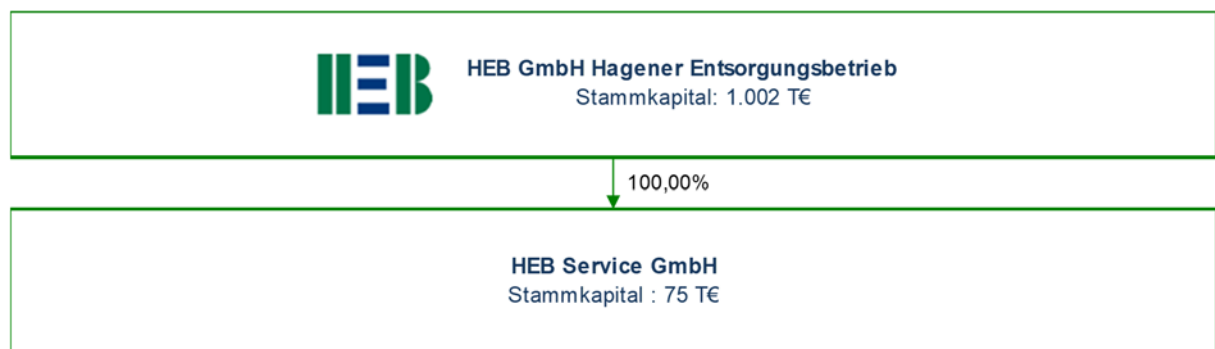 HEB
HEB GmbH Hagener Entsorgungsbetrieb
Stammkapital: 1.002 T€
100,00%
HEB Service GmbH
Stammkapital : 75 T€